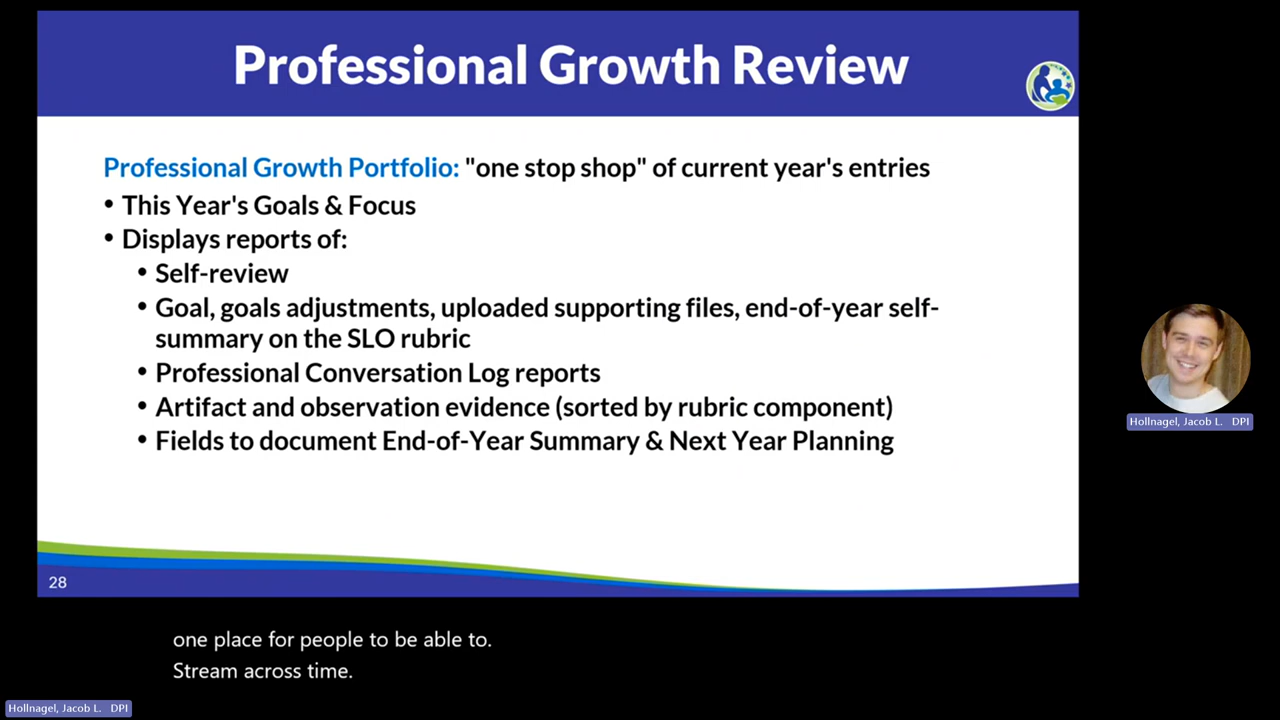 Professional Growth Review
Professional Growth Portfolio: "one stop shop" of current year's entries
• This Year's Goals & Focus
• Displays reports of:
• Self-review
• Goal, goals adjustments, uploaded supporting files, end-of-year self-
summary on the SLO rubric
• Professional Conversation Log reports
• Artifact and observation evidence (sorted by rubric component)
• Fields to document End-of-Year Summary & Next Year Planning
28
Hollnagel, Jacob L. DPI
one place for people to be able to.
Stream across time.
Hollnagel, Jacob L. DPI